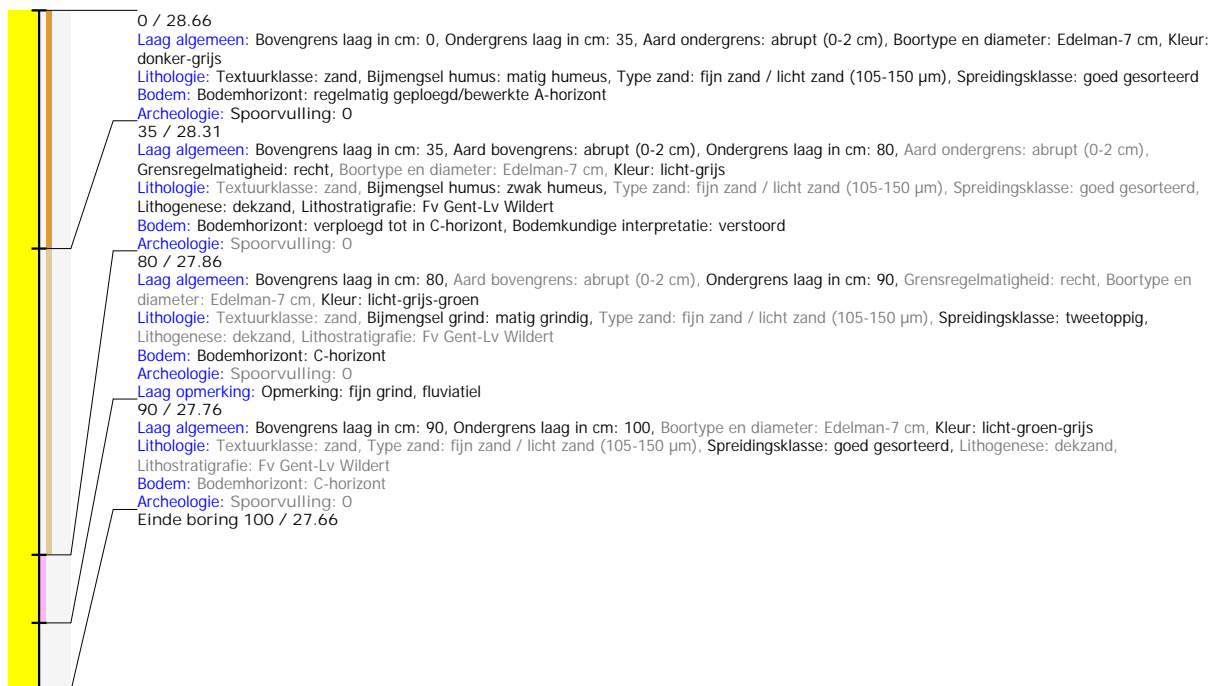 0 / 28.66
Laag algemeen: Bovengrens laag in cm: 0, Ondergrens laag in cm: 35, Aard ondergrens: abrupt (0-2 cm), Boortype en diameter: Edelman-7 cm, Kleur:
donker-grijs
Lithologie: Textuurklasse: zand, Bijmengsel humus: matig humeus, Type zand: fijn zand / licht zand (105-150 µm), Spreidingsklasse: goed gesorteerd
Bodem: Bodemhorizont: regelmatig geploegd/bewerkte A-horizont
Archeologie: Spoorvulling: 0
35 / 28.31
Laag algemeen: Bovengrens laag in cm: 35, Aard bovengrens: abrupt (0-2 cm), Ondergrens laag in cm: 80, Aard ondergrens: abrupt (0-2 cm),
Grensregelmatigheid: recht, Boortype en diameter: Edelman-7 cm, Kleur: licht-grijs
Lithologie: Textuurklasse: zand, Bijmengsel humus: zwak humeus, Type zand: fijn zand / licht zand (105-150 µm), Spreidingsklasse: goed gesorteerd,
Lithogenese: dekzand, Lithostratigrafie: Fv Gent-Lv Wildert
Bodem: Bodemhorizont: verploegd tot in C-horizont, Bodemkundige interpretatie: verstoord
Archeologie: Spoorvulling: 0
80 / 27.86
Laag algemeen: Bovengrens laag in cm: 80, Aard bovengrens: abrupt (0-2 cm), Ondergrens laag in cm: 90, Grensregelmatigheid: recht, Boortype en
diameter: Edelman-7 cm, Kleur: licht-grijs-groen
Lithologie: Textuurklasse: zand, Bijmengsel grind: matig grindig, Type zand: fijn zand / licht zand (105-150 µm), Spreidingsklasse: tweetoppig,
Lithogenese: dekzand, Lithostratigrafie: Fv Gent-Lv Wildert
Bodem: Bodemhorizont: C-horizont
Archeologie: Spoorvulling: 0
Laag opmerking: Opmerking: fijn grind, fluviatiel
90 / 27.76
Laag algemeen: Bovengrens laag in cm: 90, Ondergrens laag in cm: 100, Boortype en diameter: Edelman-7 cm, Kleur: licht-groen-grijs
Lithologie: Textuurklasse: zand, Type zand: fijn zand / licht zand (105-150 µm), Spreidingsklasse: goed gesorteerd, Lithogenese: dekzand,
Lithostratigrafie: Fv Gent-Lv Wildert
Bodem: Bodemhorizont: C-horizont
Archeologie: Spoorvulling: 0
Einde boring 100 / 27.66